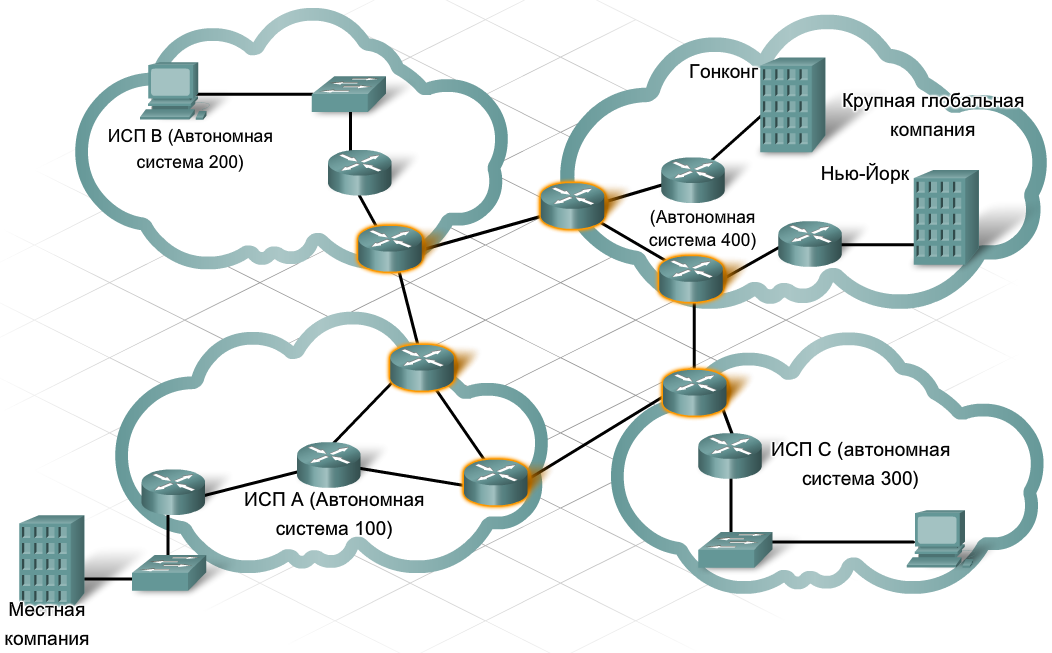 ИСП B (Автономная
система 200)
Гонконг
Крупная глобальная
компания
Нью-Йорк
(Автономная
система 400)
ИСП A (Автономная
система 100)
ИСП C (автономная
система 300)
Местная
компания